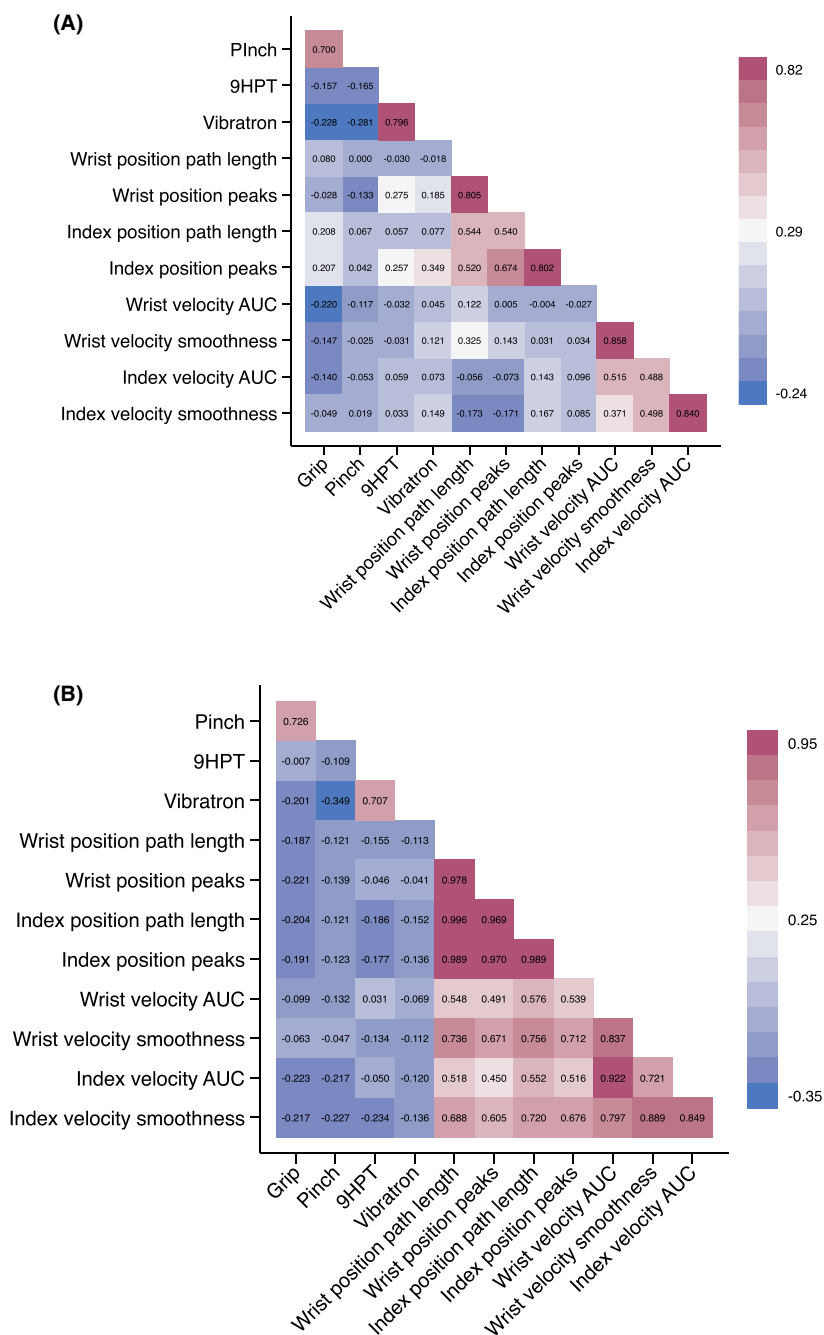 (A)
PInch 0.700
9HPT -0.157 -0.165
Vibratron -0.228 -0.281 0.796
Wrist position path length 0.080 0.000 -0.030 -0.018
Wrist position peaks -0.028 -0.133 0.275 0.185 0.805
Index position path length 0.208 0.067 0.057 0.077 0.544 0.540
Index position peaks 0.207 0.042 0.257 0.349 0.520 0.674 0.802
Wrist velocity AUC -0.220 -0.117 -0.032 0.045 0.122 0.005 -0.004 -0.027
Wrist velocity smoothness -0.147 -0.025 -0.031 0.121 0.325 0.143 0.031 0.034 0.858
Index velocity AUC -0.140 -0.053 0.059 0.073 -0.056 -0.073 0.143 0.096 0.515 0.488
Index velocity smoothness -0.049 0.019 0.033 0.149 -0.173 -0.171 0.167 0.085 0.371 0.498 0.840
Grip
Pinch
9HPT
Vibratron
Wrist position path length
Wrist position peaks
Index position path length
Index position peaks
Wrist velocity AUC
Wrist velocity smoothness
Index velocity AUC
0.82
0.29
-0.24
(B)
Pinch 0.726
9HPT -0.007 -0.109
Vibratron -0.201 -0.349 0.707
Wrist position path length -0.187 -0.121 -0.155 -0.113
Wrist position peaks -0.221 -0.139 -0.046 -0.041 0.978
Index position path length -0.204 -0.121 -0.186 -0.152 0.996 0.969
Index position peaks -0.191 -0.123 -0.177 -0.136 0.989 0.970 0.989
Wrist velocity AUC -0.099 -0.132 0.031 -0.069 0.548 0.491 0.576 0.539
Wrist velocity smoothness -0.063 -0.047 -0.134 -0.112 0.736 0.671 0.756 0.712 0.837
Index velocity AUC -0.223 -0.217 -0.050 -0.120 0.518 0.450 0.552 0.516 0.922 0.721
Index velocity smoothness -0.217 -0.227 -0.234 -0.136 0.688 0.605 0.720 0.676 0.797 0.889 0.849
Grip
Pinch
9HPT
Vibratron
Wrist position path length
Wrist position peaks
Index position path length
Index position peaks
Wrist velocity AUC
Wrist velocity smoothness
Index velocity AUC
0.95
0.25
-0.35